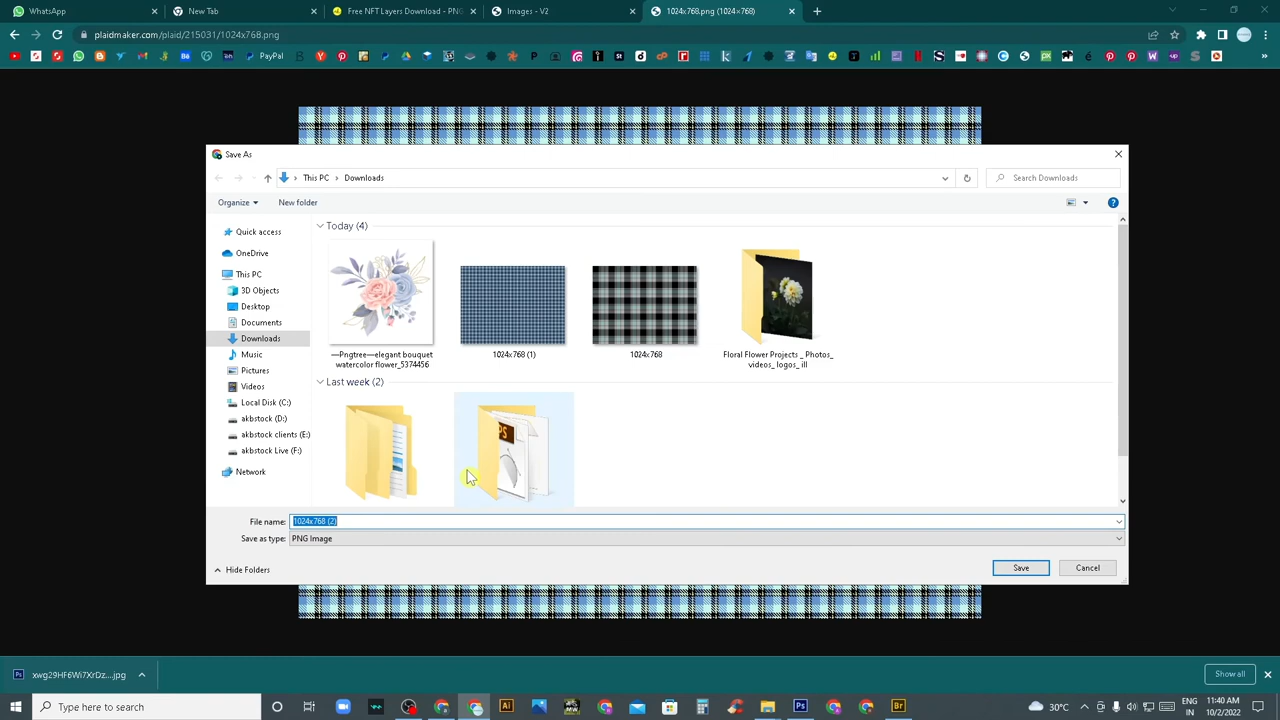 WhatsApp
New Tab
Free NFT Layers Download - PNG
Images - V2
1024x768.png (1024×768)
plaidmaker.com/plaid/215031/1024x768.png
PayPal
Save As
This PC
Downloads
Search Downloads
Organize
New folder
Quick access
OneDrive
This PC
3D Objects
Desktop
Documents
Downloads
Music
Pictures
Videos
Local Disk (C:)
akbstock (D:)
akbstock clients (E:)
akbstock Live (F:)
Network
Today (4)
—Pngtree—elegant bouquet
watercolor flower_5374456
1024x768 (1)
1024x768
Floral Flower Projects _ Photos_
videos_ logos_ ill
Last week (2)
File name:
1024x768 (2)
Save as type:
PNG Image
Hide Folders
Save
Cancel
xwg29HF6Wi7XrDz....jpg
Show all
Type here to search
30°C
ENG
IN
11:40 AM
10/2/2022